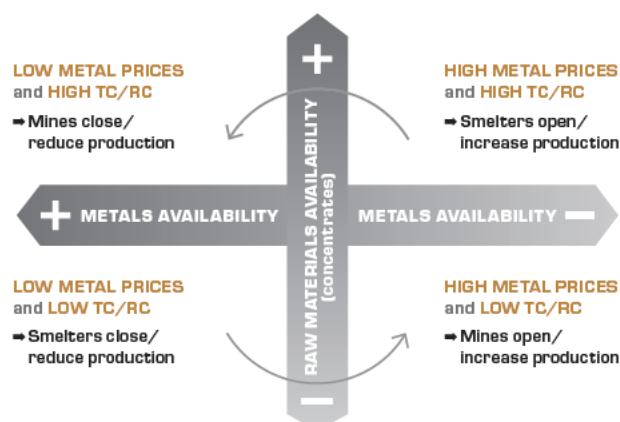 +
LOW METAL PRICES
and HIGH TC/RC
➡ Mines close/
reduce production
HIGH METAL PRICES
and HIGH TC/RC
➡ Smelters open/
increase production
RAW MATERIALS AVAILABILITY
(concentrates)
+ METALS AVAILABILITY
METALS AVAILABILITY −
LOW METAL PRICES
and LOW TC/RC
➡ Smelters close/
reduce production
HIGH METAL PRICES
and LOW TC/RC
➡ Mines open/
increase production
−